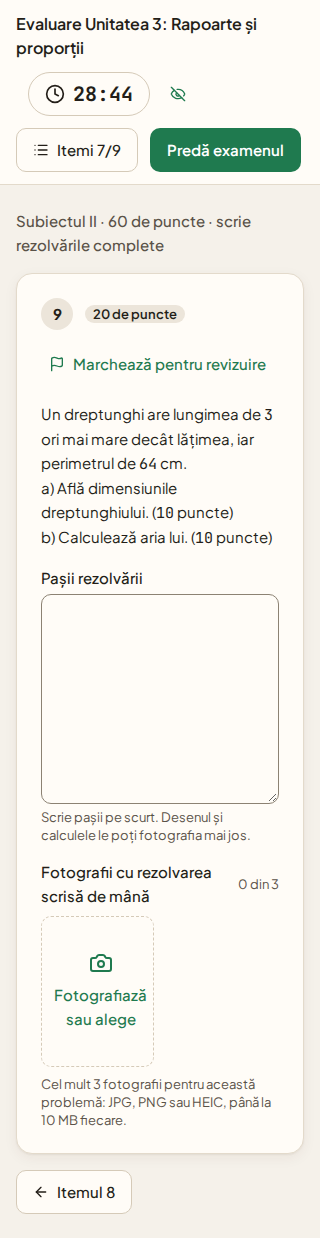 Evaluare Unitatea 3: Rapoarte și
proporții
28:44
Itemi 7/9
Predă examenul
Subiectul II · 60 de puncte · scrie
rezolvările complete
9
20 de puncte
Marchează pentru revizuire
Un dreptunghi are lungimea de 3
ori mai mare decât lățimea, iar
perimetrul de 64 cm.
a) Află dimensiunile
dreptunghiului. (10 puncte)
b) Calculează aria lui. (10 puncte)
Pașii rezolvării
Scrie pașii pe scurt. Desenul și
calculele le poți fotografia mai jos.
Fotografii cu rezolvarea
scrisă de mână
0 din 3
Fotografiază
sau alege
Cel mult 3 fotografii pentru această
problemă: JPG, PNG sau HEIC, până la
10 MB fiecare.
Itemul 8